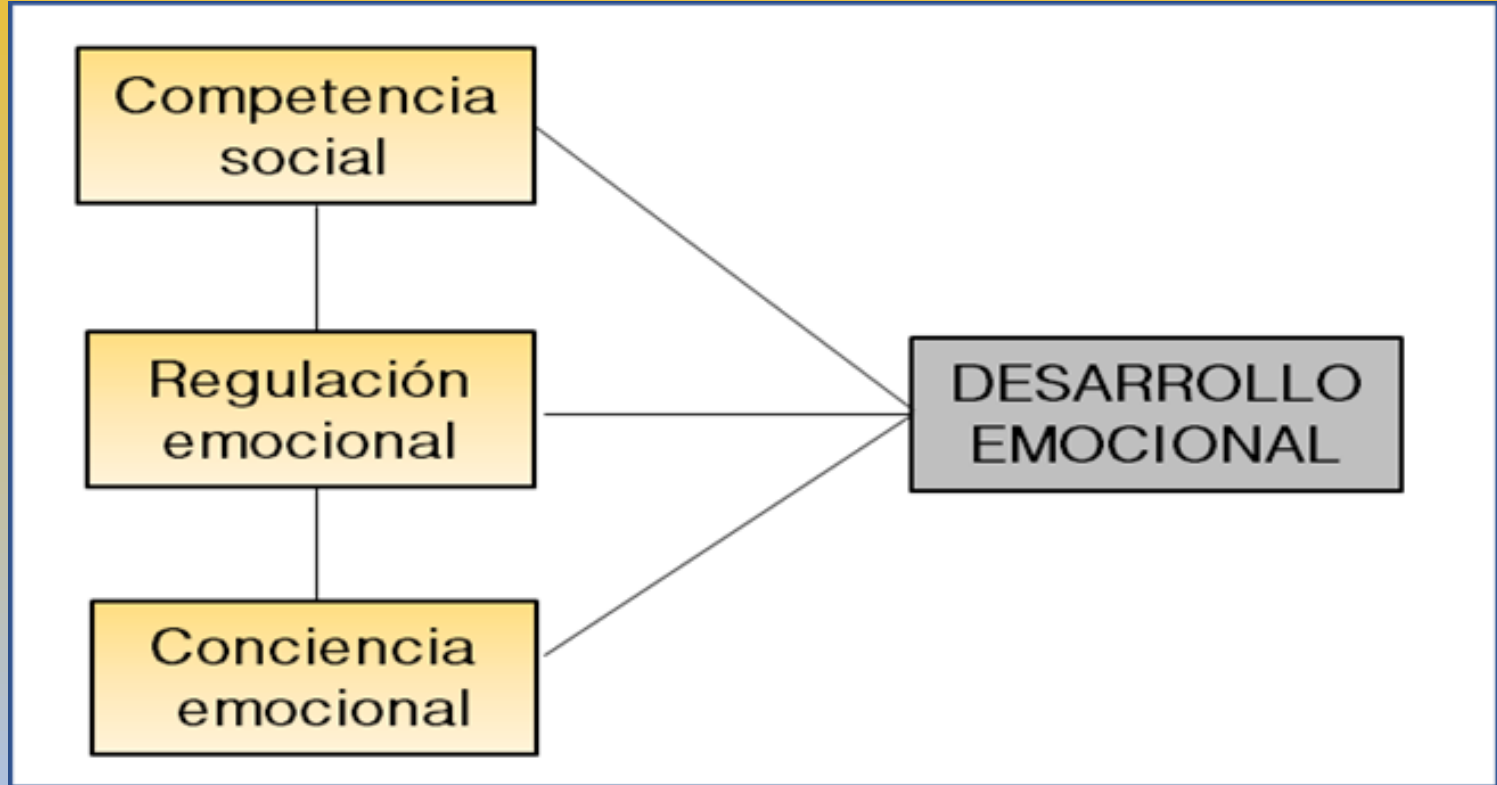 Competencia
social
Regulación
emocional
Conciencia
emocional
DESARROLLO
EMOCIONAL